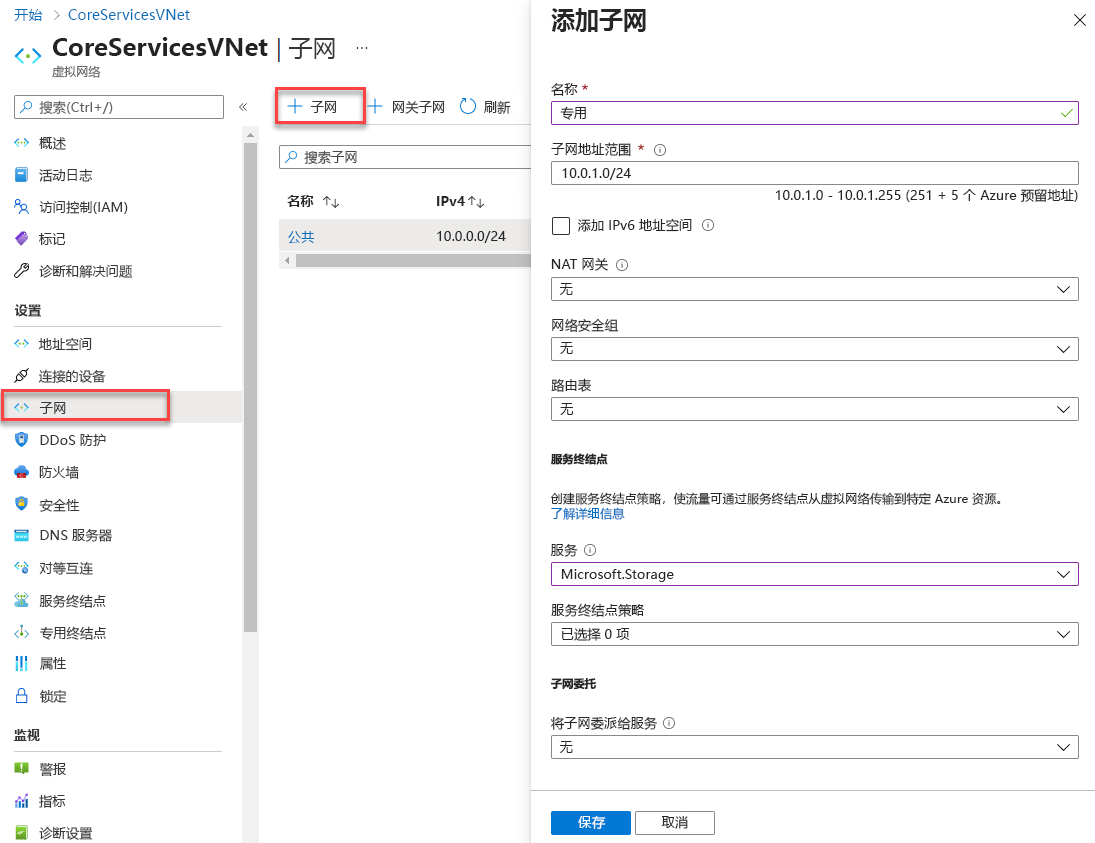 开始 > CoreServicesVNet
CoreServicesVNet | 子网 ...
虚拟网络
搜索(Ctrl+/)
«
概述
活动日志
访问控制(IAM)
标记
诊断和解决问题
设置
地址空间
连接的设备
子网
DDoS 防护
防火墙
安全性
DNS 服务器
对等互连
服务终结点
专用终结点
属性
锁定
监视
警报
指标
诊断设置
+ 子网 + 网关子网 刷新
搜索子网
名称 ↑↓ IPv4 ↑↓
公共 10.0.0.0/24
添加子网
名称 *
专用
子网地址范围 *
10.0.1.0/24
10.0.1.0 - 10.0.1.255 (251 + 5 个 Azure 预留地址)
添加 IPv6 地址空间
NAT 网关
无
网络安全组
无
路由表
无
服务终结点
创建服务终结点策略，使流量可通过服务终结点从虚拟网络传输到特定 Azure 资源。
了解详细信息
服务
Microsoft.Storage
服务终结点策略
已选择 0 项
子网委托
将子网委派给服务
无
保存 取消